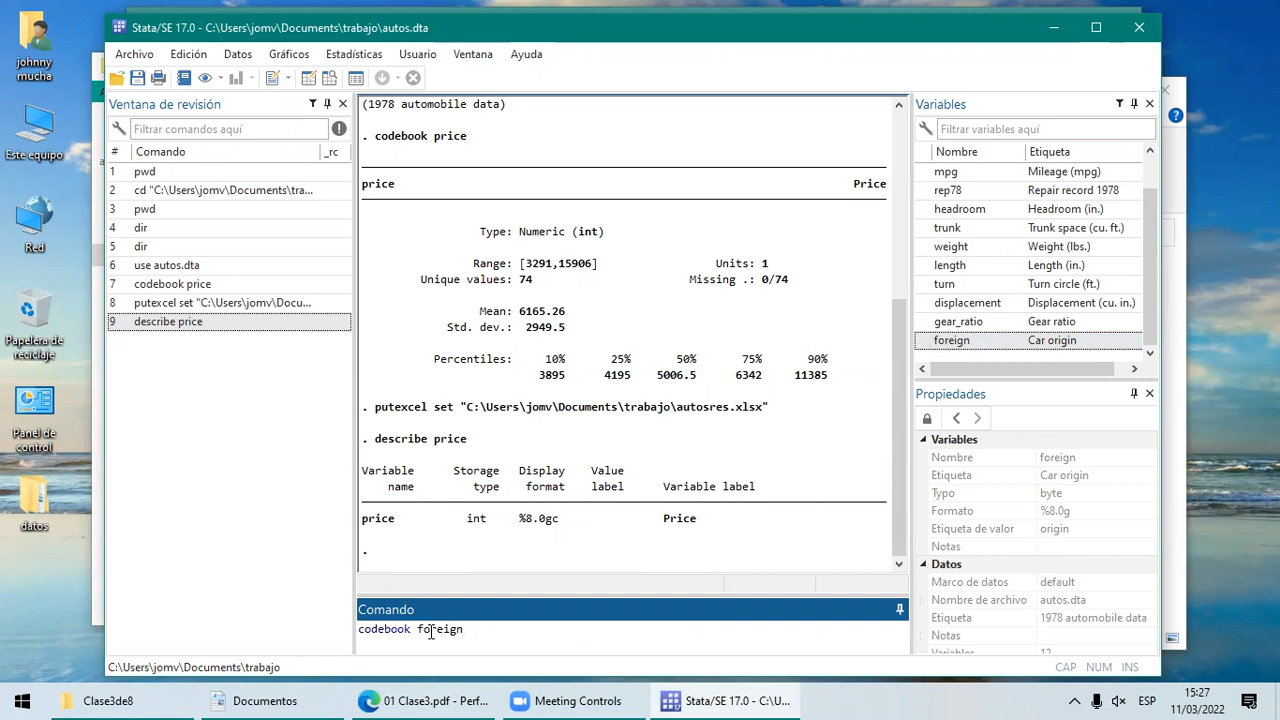 Stata/SE 17.0 - C:\Users\jomv\Documents\trabajo\autos.dta
Archivo Edición Datos Gráficos Estadísticas Usuario Ventana Ayuda
Ventana de revisión
Filtrar comandos aquí
# Comando _rc
1 pwd
2 cd "C:\Users\jomv\Documents\tra...
3 pwd
4 dir
5 dir
6 use autos.dta
7 codebook price
8 putexcel set "C:\Users\jomv\Docu...
9 describe price
(1978 automobile data)
. codebook price
price Price
Type: Numeric (int)
Range: [3291,15906] Units: 1
Unique values: 74 Missing .: 0/74
Mean: 6165.26
Std. dev.: 2949.5
Percentiles: 10% 25% 50% 75% 90%
3895 4195 5006.5 6342 11385
. putexcel set "C:\Users\jomv\Documents\trabajo\autosres.xlsx"
. describe price
Variable Storage Display Value
name type format label Variable label
price int %8.0gc Price
.
Comando
codebook foreign
Variables
Filtrar variables aquí
Nombre Etiqueta
mpg Mileage (mpg)
rep78 Repair record 1978
headroom Headroom (in.)
trunk Trunk space (cu. ft.)
weight Weight (lbs.)
length Length (in.)
turn Turn circle (ft.)
displacement Displacement (cu. in.)
gear_ratio Gear ratio
foreign Car origin
Propiedades
Variables
Nombre foreign
Etiqueta Car origin
Typo byte
Formato %8.0g
Etiqueta de valor origin
Notas
Datos
Marco de datos default
Nombre de archivo autos.dta
Etiqueta 1978 automobile data
Notas
Variables 12
C:\Users\jomv\Documents\trabajo
CAP NUM INS
johnny
mucha
Este equipo
Red
Papelera de
reciclaje
Panel de
control
datos
Clase3de8
Documentos
01 Clase3.pdf - Perf...
Meeting Controls
Stata/SE 17.0 - C:\U...
ESP
15:27
11/03/2022